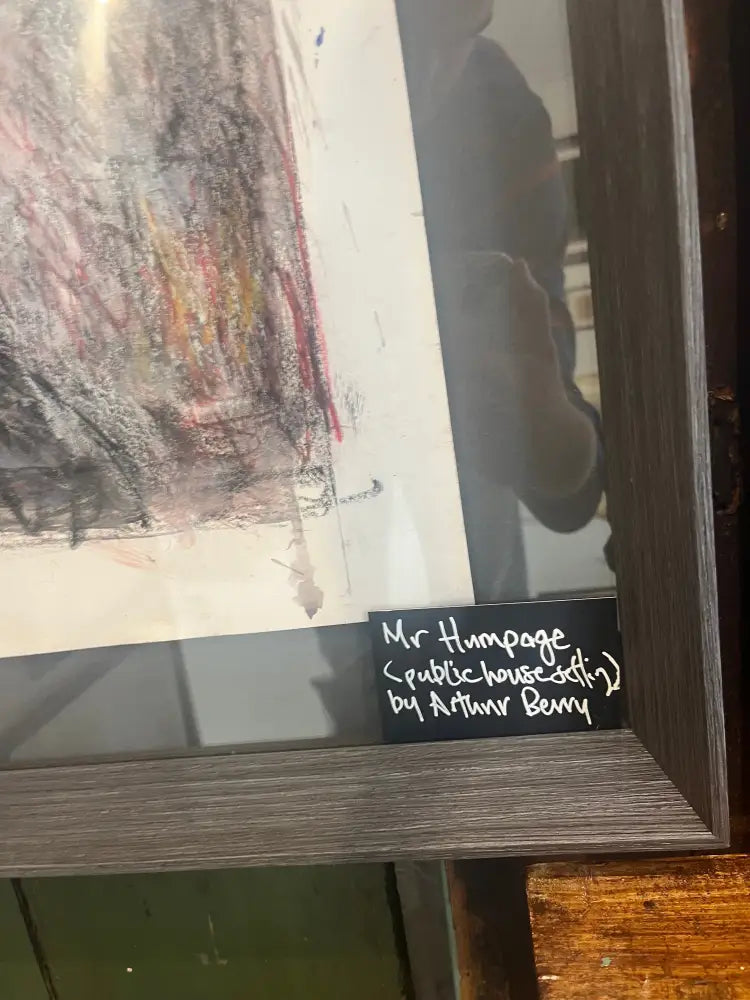 Mr Humpage
(public house setting)
by Arthur Berry